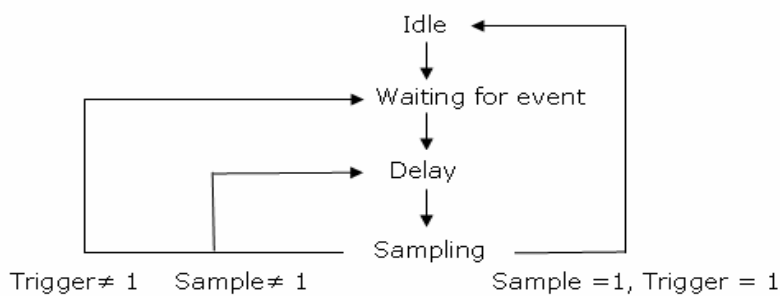 Idle
Waiting for event
Delay
Sampling
Trigger≠ 1
Sample≠ 1
Sample =1, Trigger = 1